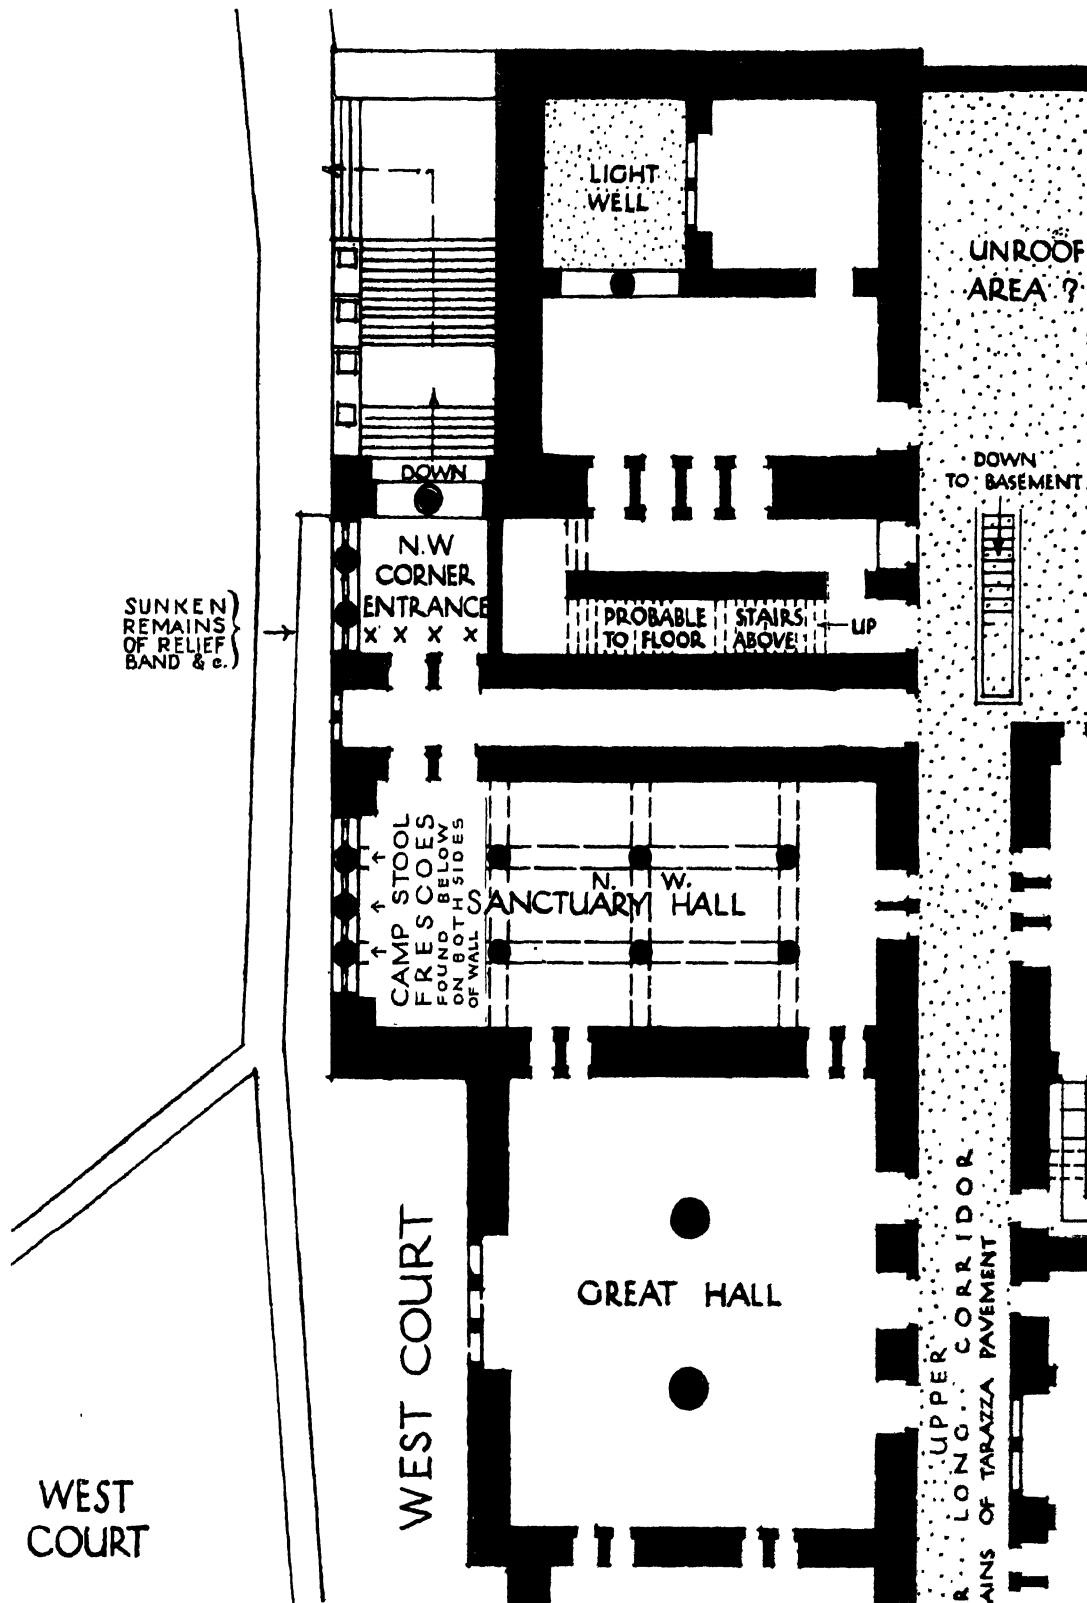 LIGHT
WELL
UNROOF
AREA ?
DOWN
TO BASEMENT
DOWN
N.W
CORNER
ENTRANCE
x x x x
SUNKEN
REMAINS
OF RELIEF
BAND & c.
PROBABLE STAIRS
TO FLOOR ABOVE
UP
CAMP STOOL
FRESCOES
FOUND BELOW
ON BOTH SIDES
OF WALL
N. W.
SANCTUARY HALL
GREAT HALL
WEST COURT
WEST
COURT
UPPER
R LONG CORRIDOR
AINS OF TARAZZA PAVEMENT